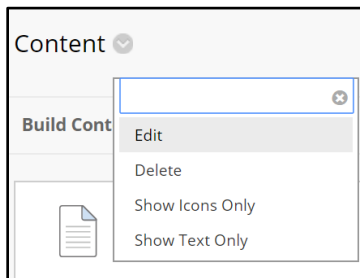 Content
Build Cont
Edit
Delete
Show Icons Only
Show Text Only